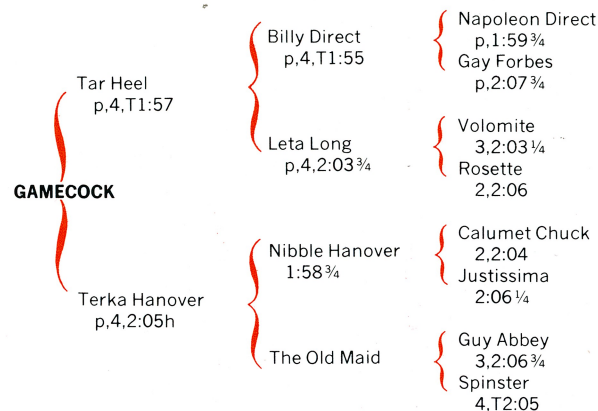 Napoleon Direct
p,1:59¾
Billy Direct
p,4,T1:55
Gay Forbes
p,2:07¾
Tar Heel
p,4,T1:57
Volomite
3,2:03¼
Leta Long
p,4,2:03¾
Rosette
2,2:06
GAMECOCK
Calumet Chuck
2,2:04
Nibble Hanover
1:58¾
Justissima
2:06¼
Terka Hanover
p,4,2:05h
Guy Abbey
3,2:06¾
The Old Maid
Spinster
4,T2:05